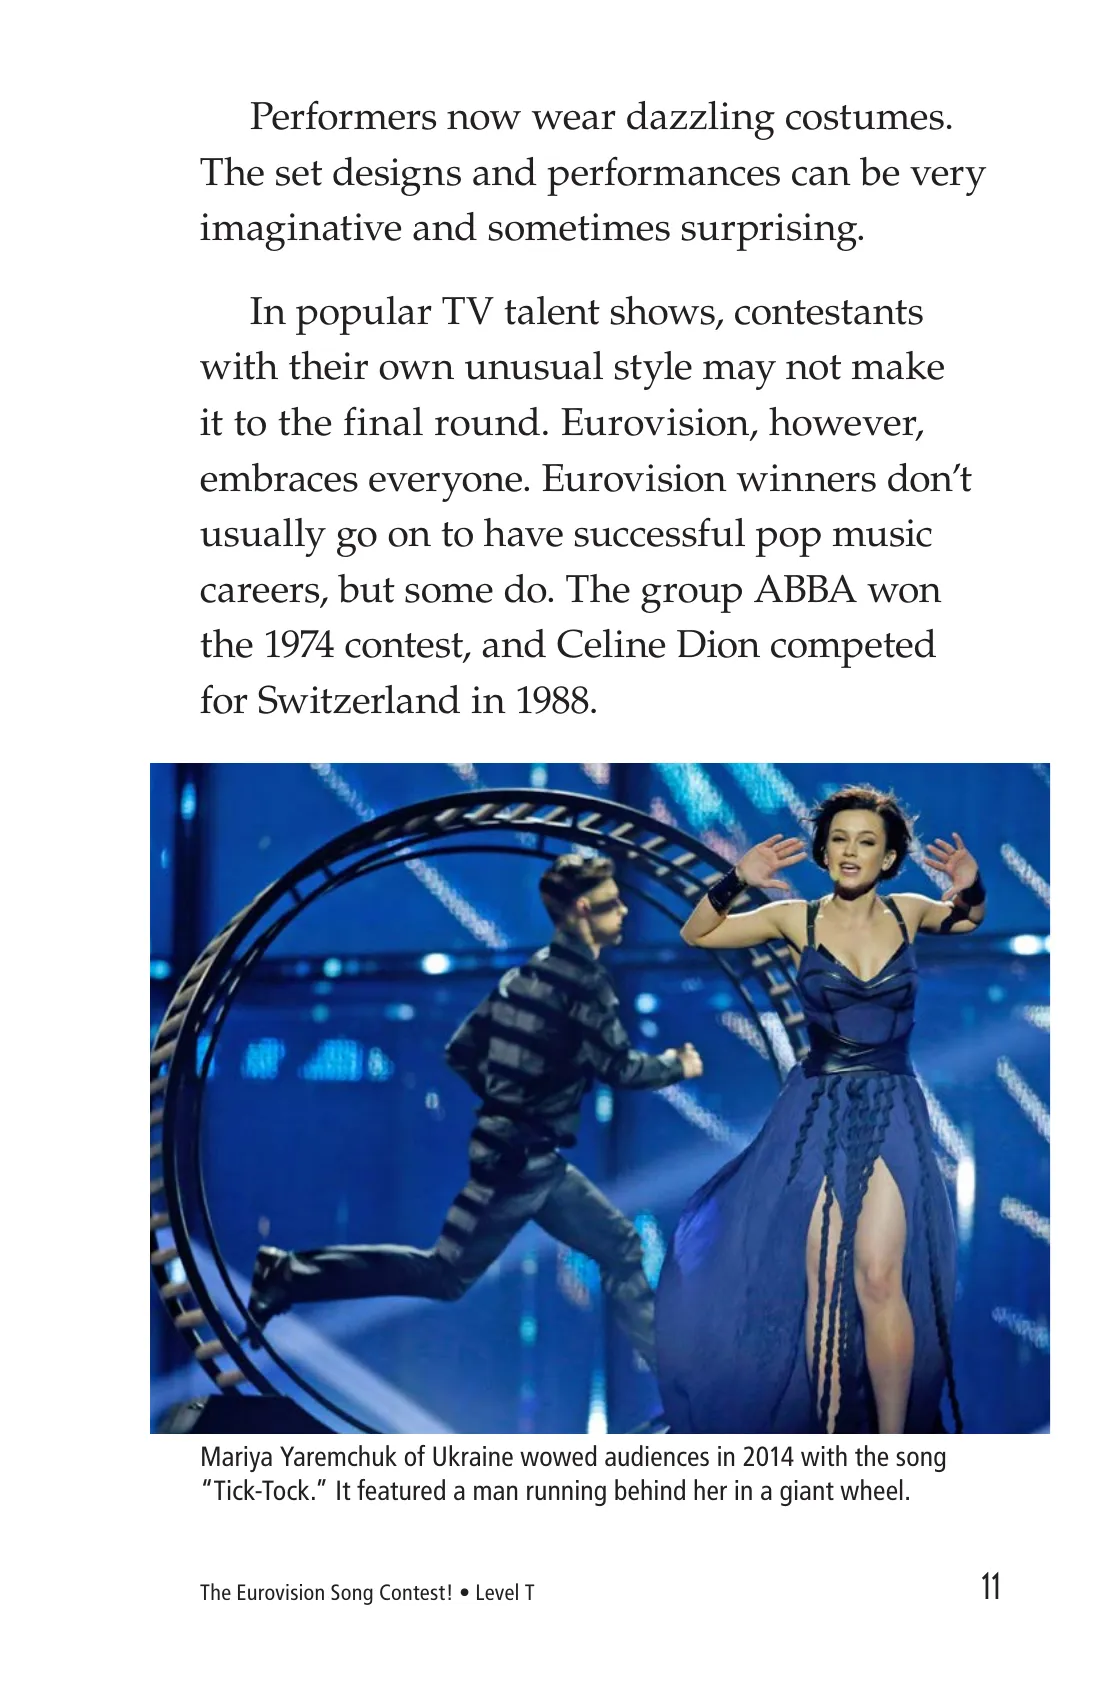 Performers now wear dazzling costumes.
The set designs and performances can be very
imaginative and sometimes surprising.
In popular TV talent shows, contestants
with their own unusual style may not make
it to the final round. Eurovision, however,
embraces everyone. Eurovision winners don’t
usually go on to have successful pop music
careers, but some do. The group ABBA won
the 1974 contest, and Celine Dion competed
for Switzerland in 1988.
Mariya Yaremchuk of Ukraine wowed audiences in 2014 with the song
“Tick-Tock.” It featured a man running behind her in a giant wheel.
The Eurovision Song Contest! • Level T
11